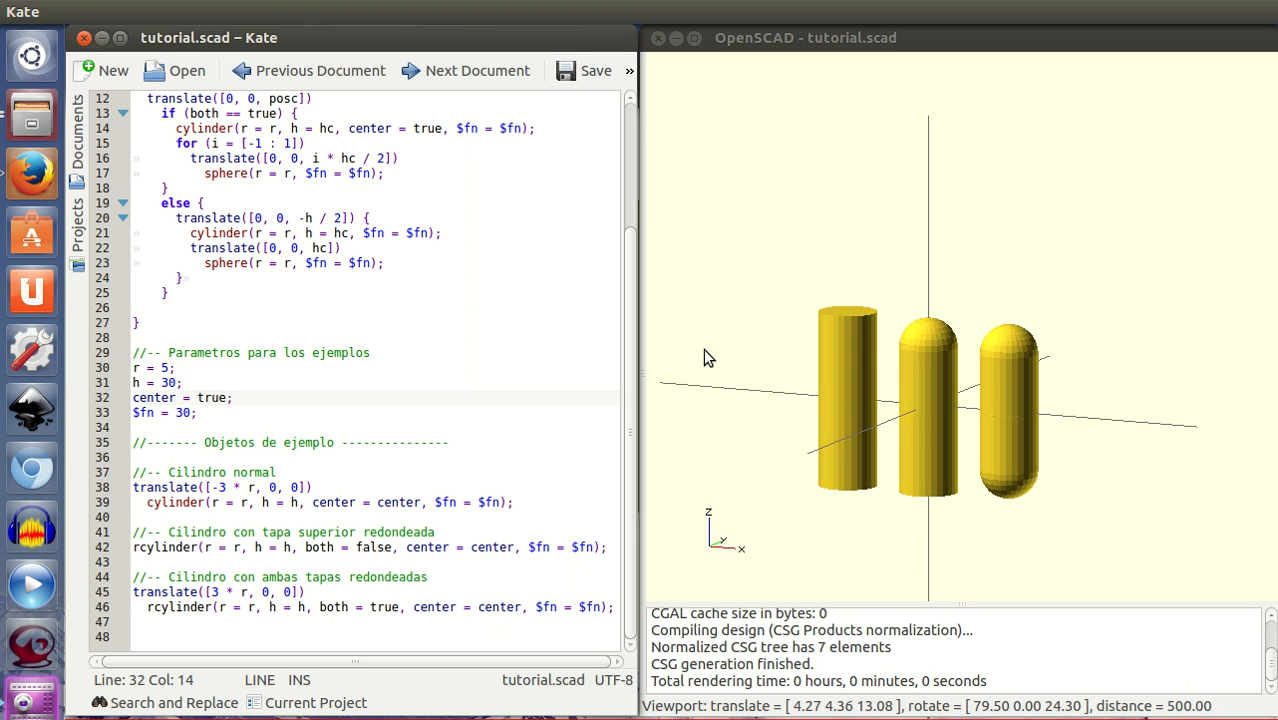 Kate
tutorial.scad – Kate
New
Open
Previous Document
Next Document
Save
»
Documents
Projects
12 translate([0, 0, posc])
13 if (both == true) {
14 cylinder(r = r, h = hc, center = true, $fn = $fn);
15 for (i = [-1 : 1])
16 translate([0, 0, i * hc / 2])
17 sphere(r = r, $fn = $fn);
18 }
19 else {
20 translate([0, 0, -h / 2]) {
21 cylinder(r = r, h = hc, $fn = $fn);
22 translate([0, 0, hc])
23 sphere(r = r, $fn = $fn);
24 }
25 }
26
27 }
28
29 //-- Parametros para los ejemplos
30 r = 5;
31 h = 30;
32 center = true;
33 $fn = 30;
34
35 //------- Objetos de ejemplo ---------------
36
37 //-- Cilindro normal
38 translate([-3 * r, 0, 0])
39 cylinder(r = r, h = h, center = center, $fn = $fn);
40
41 //-- Cilindro con tapa superior redondeada
42 rcylinder(r = r, h = h, both = false, center = center, $fn = $fn);
43
44 //-- Cilindro con ambas tapas redondeadas
45 translate([3 * r, 0, 0])
46 rcylinder(r = r, h = h, both = true, center = center, $fn = $fn);
47
48
Line: 32 Col: 14
LINE
INS
tutorial.scad
UTF-8
Search and Replace
Current Project
OpenSCAD - tutorial.scad
z
y
x
CGAL cache size in bytes: 0
Compiling design (CSG Products normalization)...
Normalized CSG tree has 7 elements
CSG generation finished.
Total rendering time: 0 hours, 0 minutes, 0 seconds
Viewport: translate = [ 4.27 4.36 13.08 ], rotate = [ 79.50 0.00 24.30 ], distance = 500.00